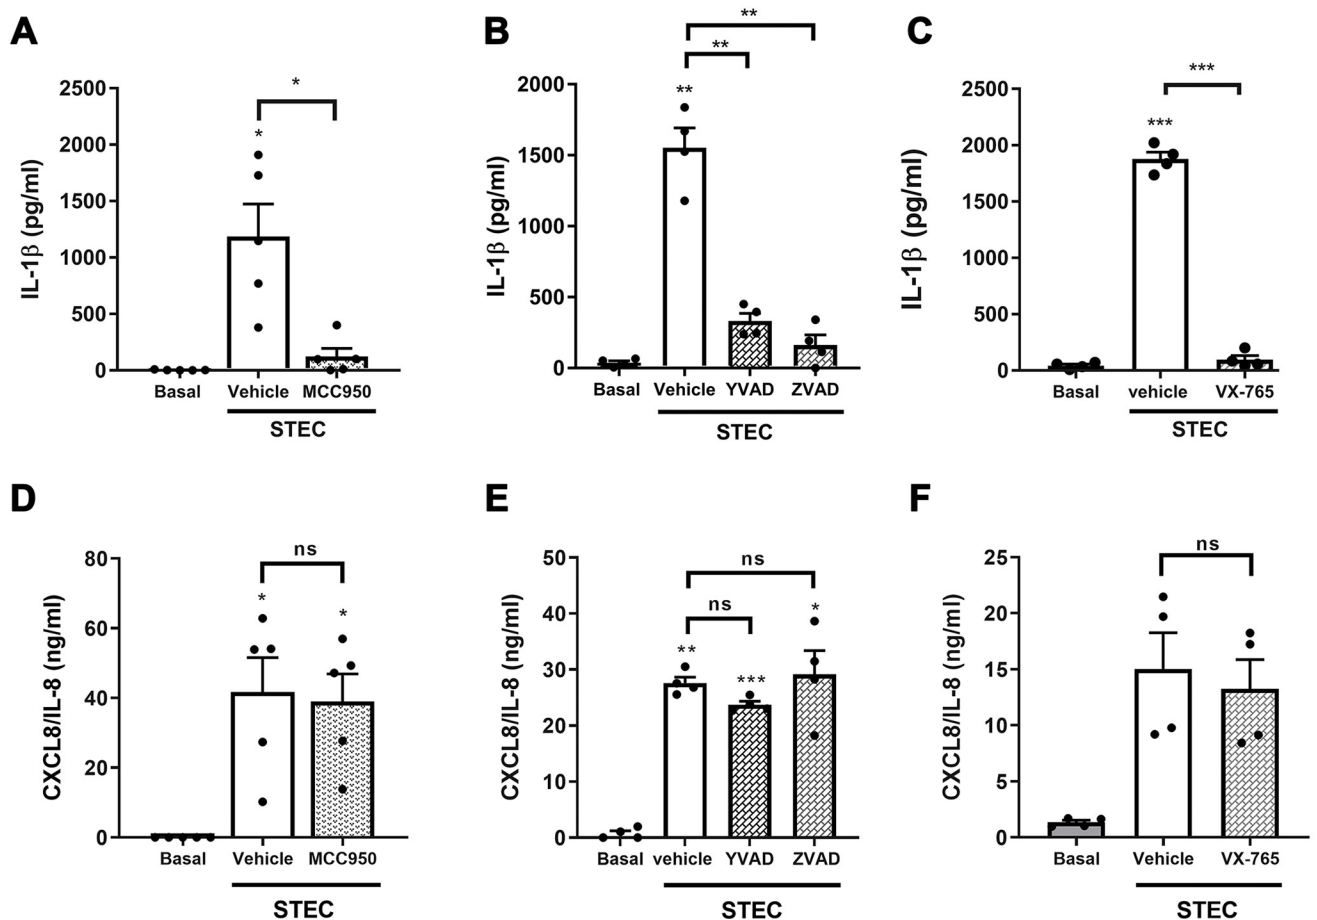 A
B
C
**
*
**
***
2500
2000
1500
1000
500
0
IL-1β (pg/ml)
*
Basal
Vehicle
MCC950
STEC
2000
1500
1000
500
0
IL-1β (pg/ml)
**
Basal
Vehicle
YVAD
ZVAD
STEC
2500
2000
1500
1000
500
0
IL-1β (pg/ml)
***
Basal
vehicle
VX-765
STEC
D
E
F
ns
80
60
40
20
0
CXCL8/IL-8 (ng/ml)
*
*
Basal
Vehicle
MCC950
STEC
ns
ns
50
40
30
20
10
0
CXCL8/IL-8 (ng/ml)
**
***
*
Basal
vehicle
YVAD
ZVAD
STEC
ns
25
20
15
10
5
0
CXCL8/IL-8 (ng/ml)
Basal
Vehicle
VX-765
STEC